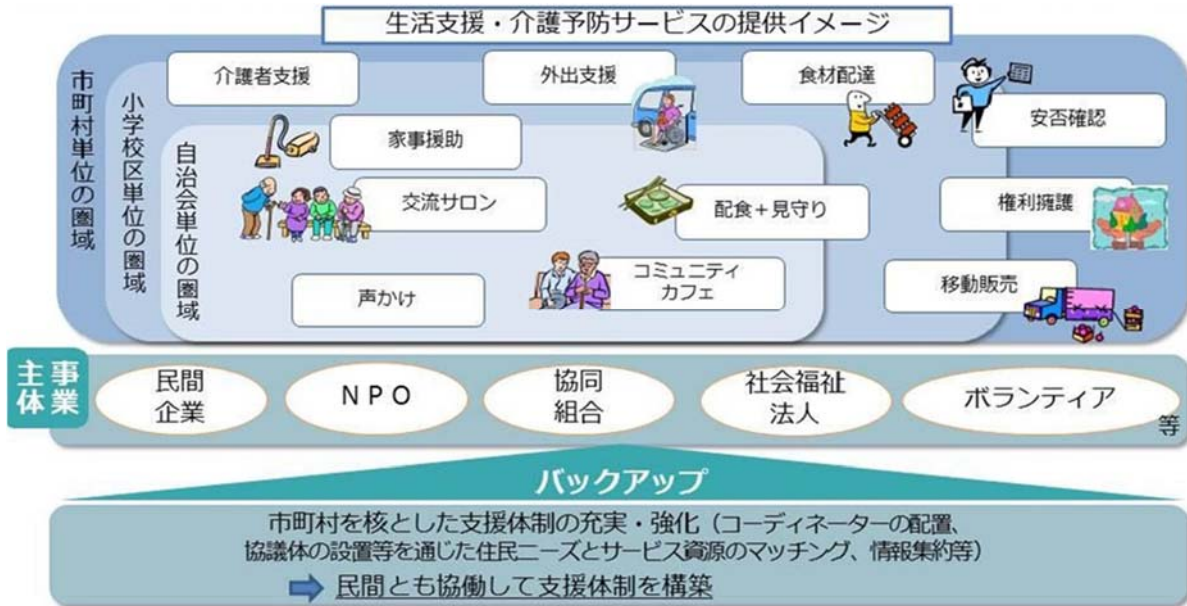 生活支援・介護予防サービスの提供イメージ
市町村単位の圏域
小学校区単位の圏域
自治会単位の圏域
介護者支援
外出支援
食材配達
安否確認
家事援助
交流サロン
配食+見守り
権利擁護
声かけ
コミュニティ
カフェ
移動販売
事業
主体
民間
企業
NPO
協同
組合
社会福祉
法人
ボランティア
等
バックアップ
市町村を核とした支援体制の充実・強化(コーディネーターの配置、
協議体の設置等を通じた住民ニーズとサービス資源のマッチング、情報集約等)
➡ 民間とも協働して支援体制を構築